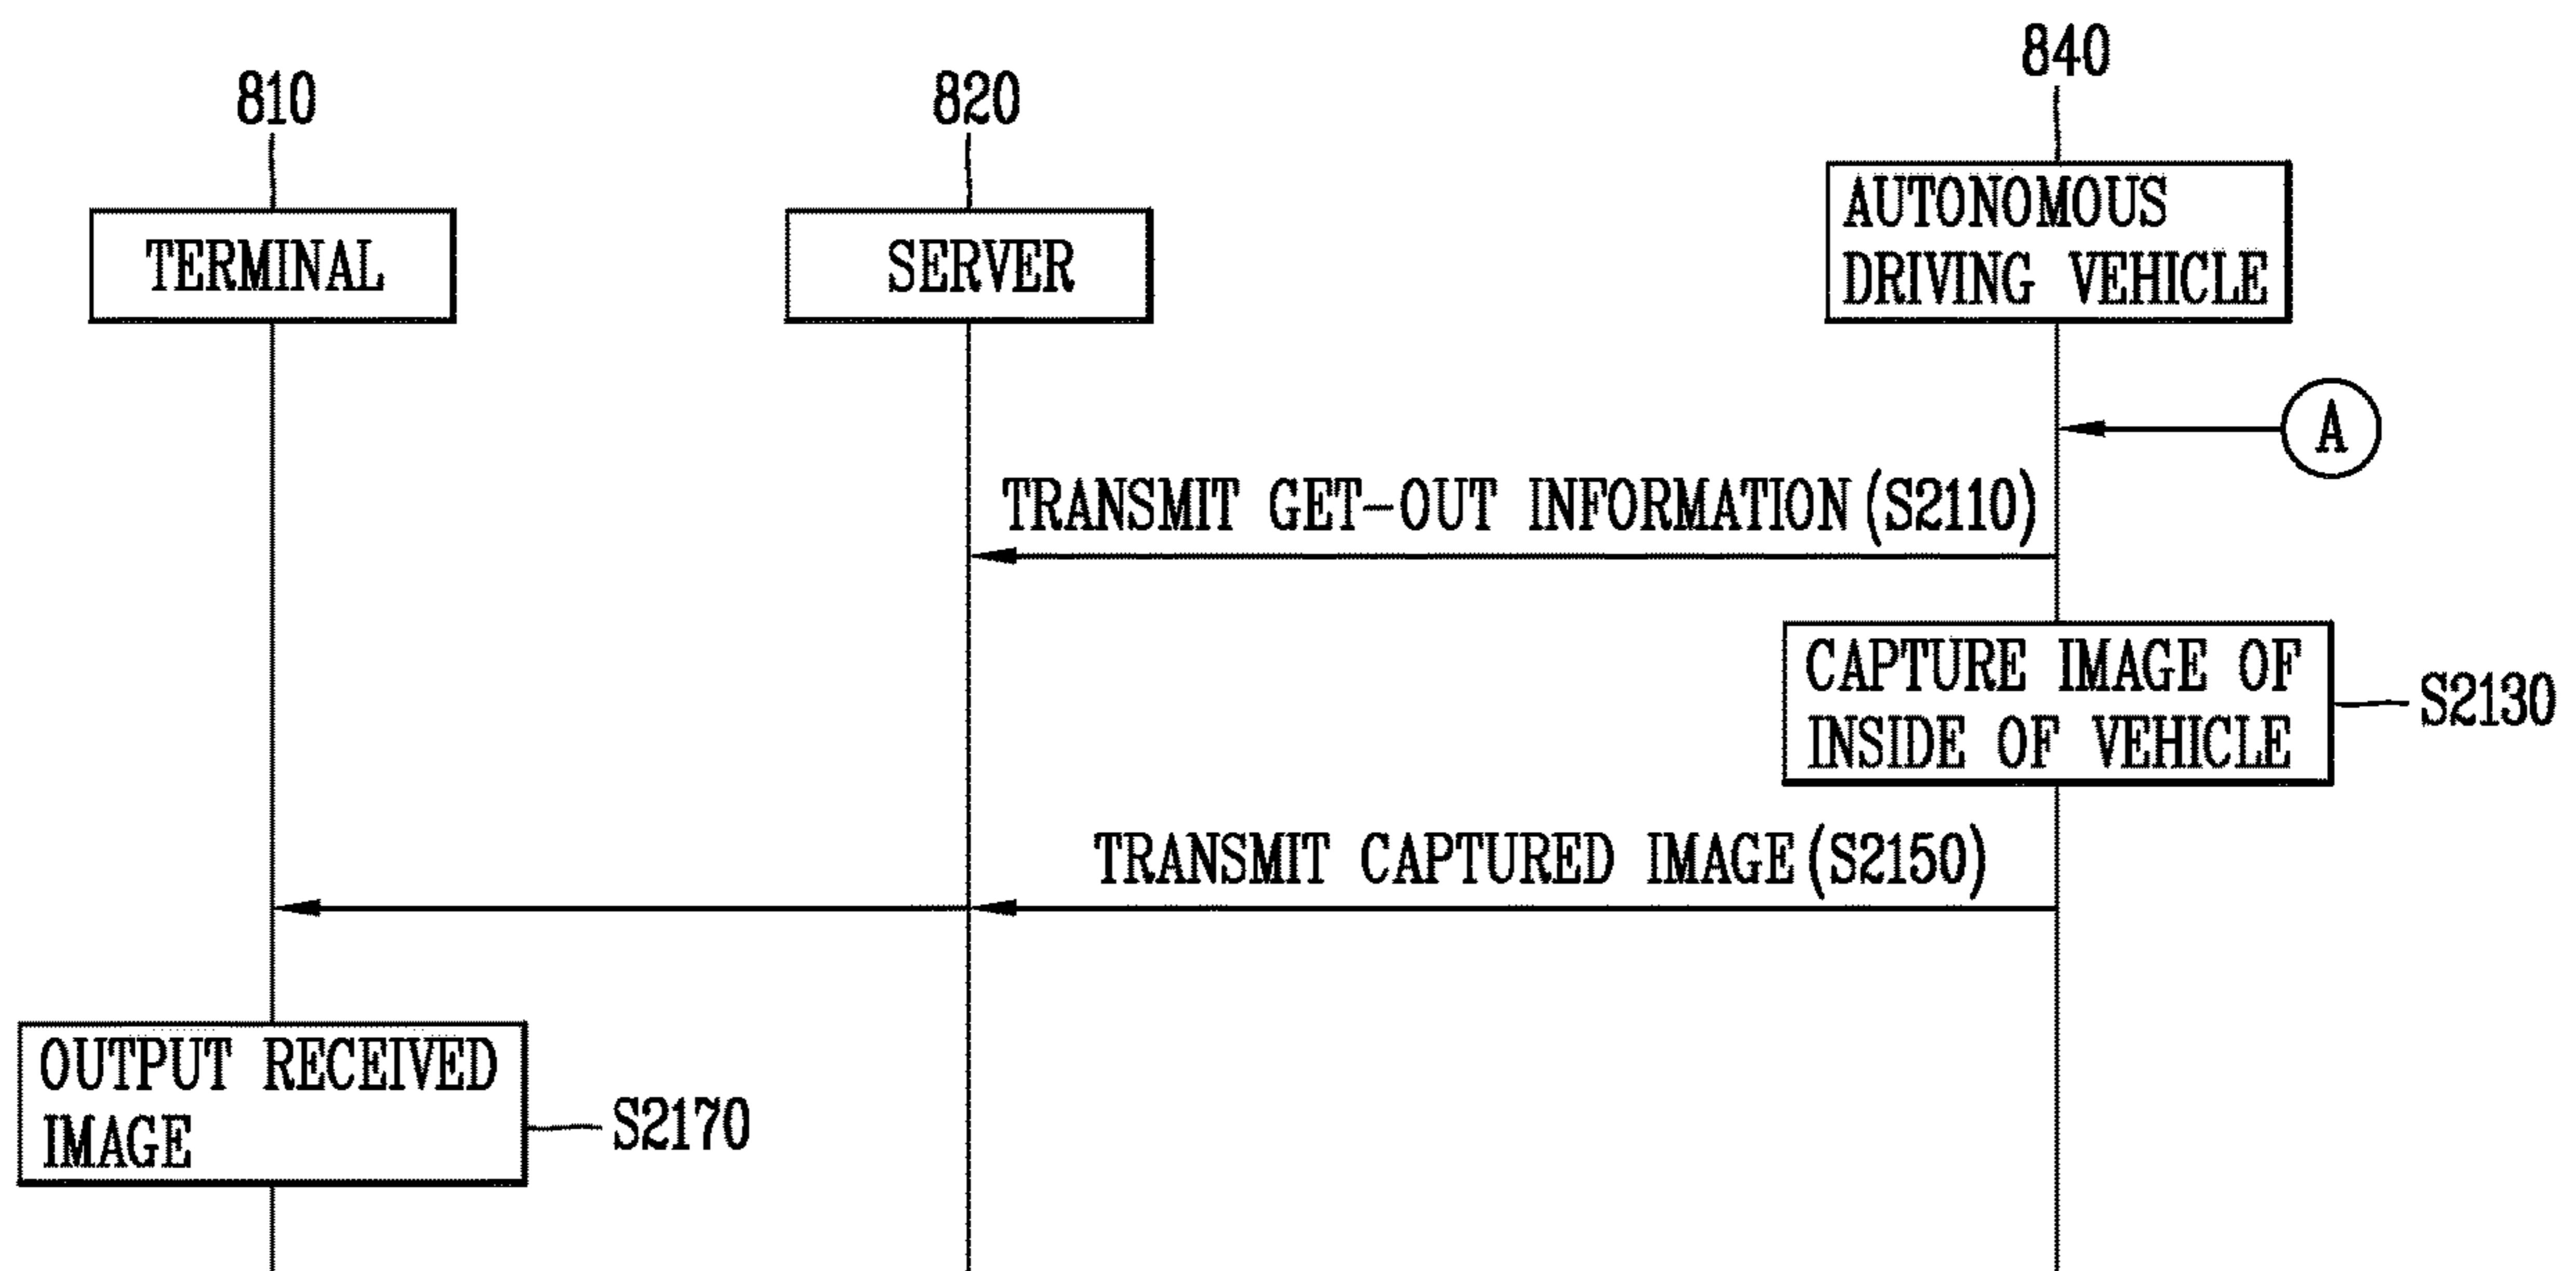 840
810
820
AUTONOMOUS
DRIVING VEHICLE
TERMINAL
SERVER
A
TRANSMIT GET-OUT INFORMATION(S2110)
CAPTURE IMAGE OF
INSIDE OF VEHICLE
S2130
TRANSMIT CAPTURED IMAGE(S2150)
OUTPUT RECEIVED
IMAGE
S2170